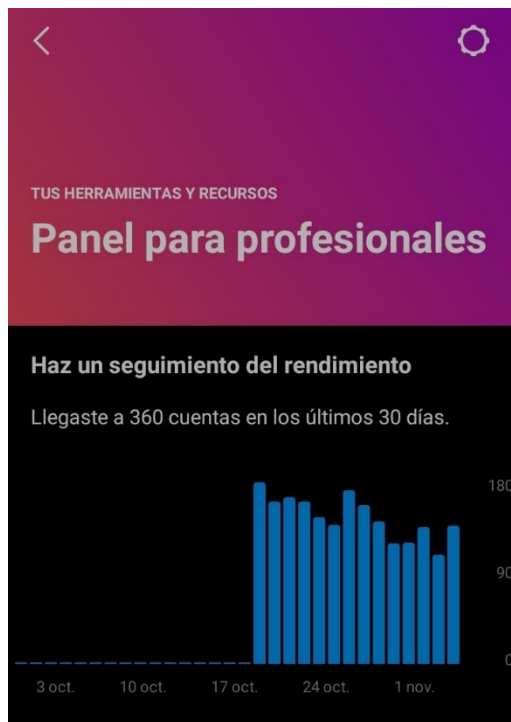 TUS HERRAMIENTAS Y RECURSOS
Panel para profesionales
Haz un seguimiento del rendimiento
Llegaste a 360 cuentas en los últimos 30 días.
180
90
0
3 oct. 10 oct. 17 oct. 24 oct. 1 nov.